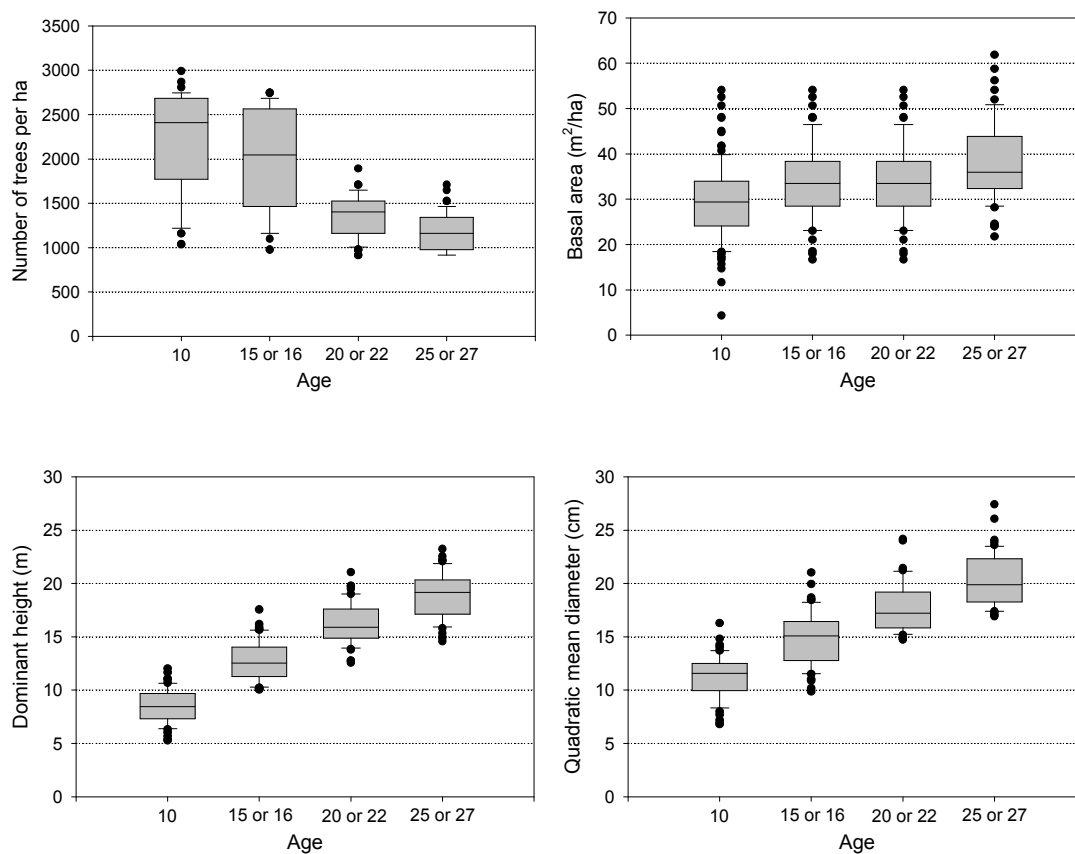 Number of trees per ha
3500
3000
2500
2000
1500
1000
500
0
10
15 or 16
20 or 22
25 or 27
Age
Basal area (m²/ha)
70
60
50
40
30
20
10
0
10
15 or 16
20 or 22
25 or 27
Age
Dominant height (m)
30
25
20
15
10
5
0
10
15 or 16
20 or 22
25 or 27
Age
Quadratic mean diameter (cm)
30
25
20
15
10
5
0
10
15 or 16
20 or 22
25 or 27
Age